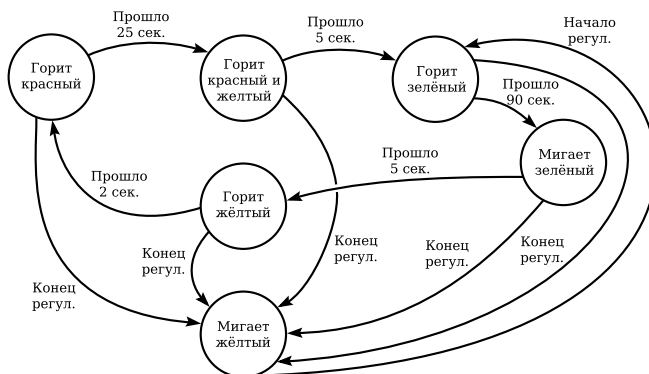 Прошло
25 сек.
Прошло
5 сек.
Начало
регул.
Горит
красный
Горит
красный и
желтый
Горит
зелёный
Прошло
90 сек.
Мигает
зелёный
Прошло
5 сек.
Прошло
2 сек.
Горит
жёлтый
Конец
регул.
Конец
регул.
Конец
регул.
Конец
регул.
Конец
регул.
Мигает
жёлтый